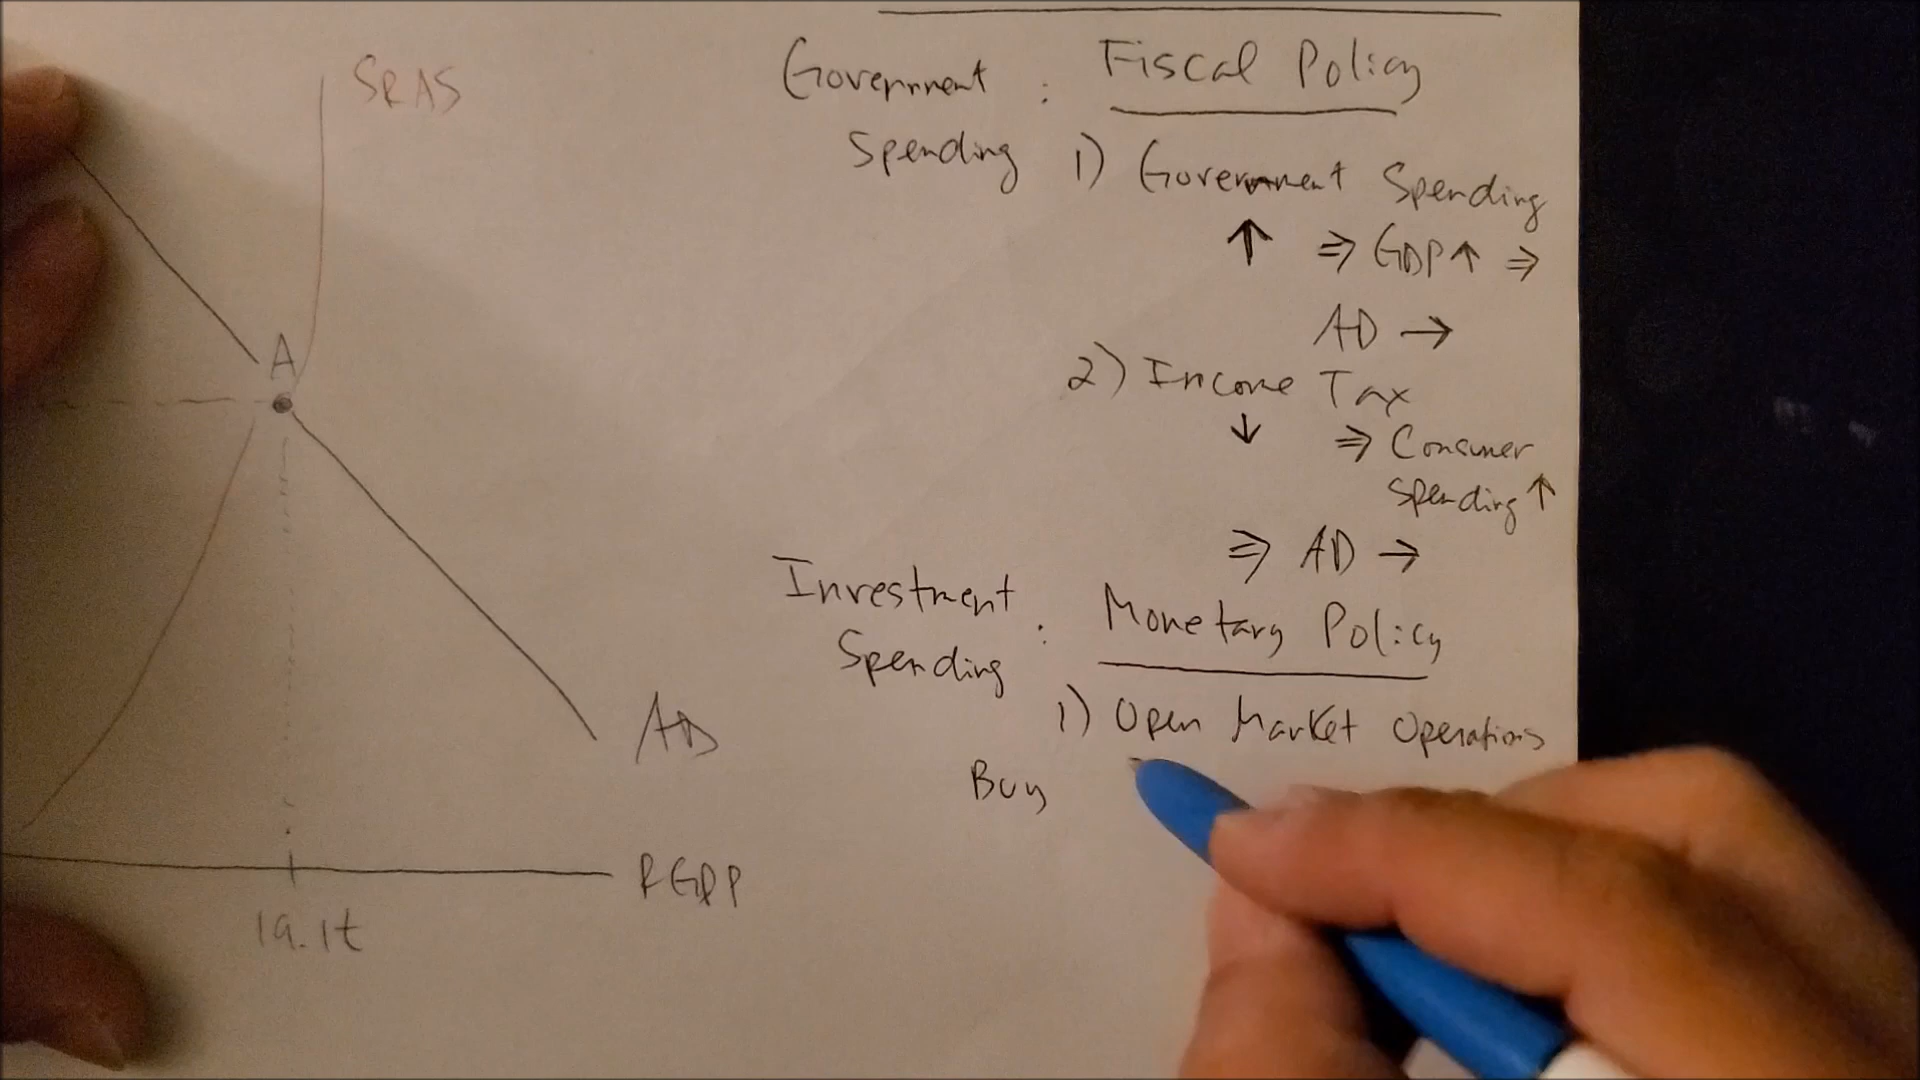 SRAS
A
AD
RGDP
19.1t
Government : Fiscal Policy
Spending 1) Government Spending
↑ ⇒ GDP↑ ⇒
AD →
2) Income Tax
↓ ⇒ Consumer
Spending ↑
⇒ AD →
Investment : Monetary Policy
Spending
1) Open Market Operations
Buy